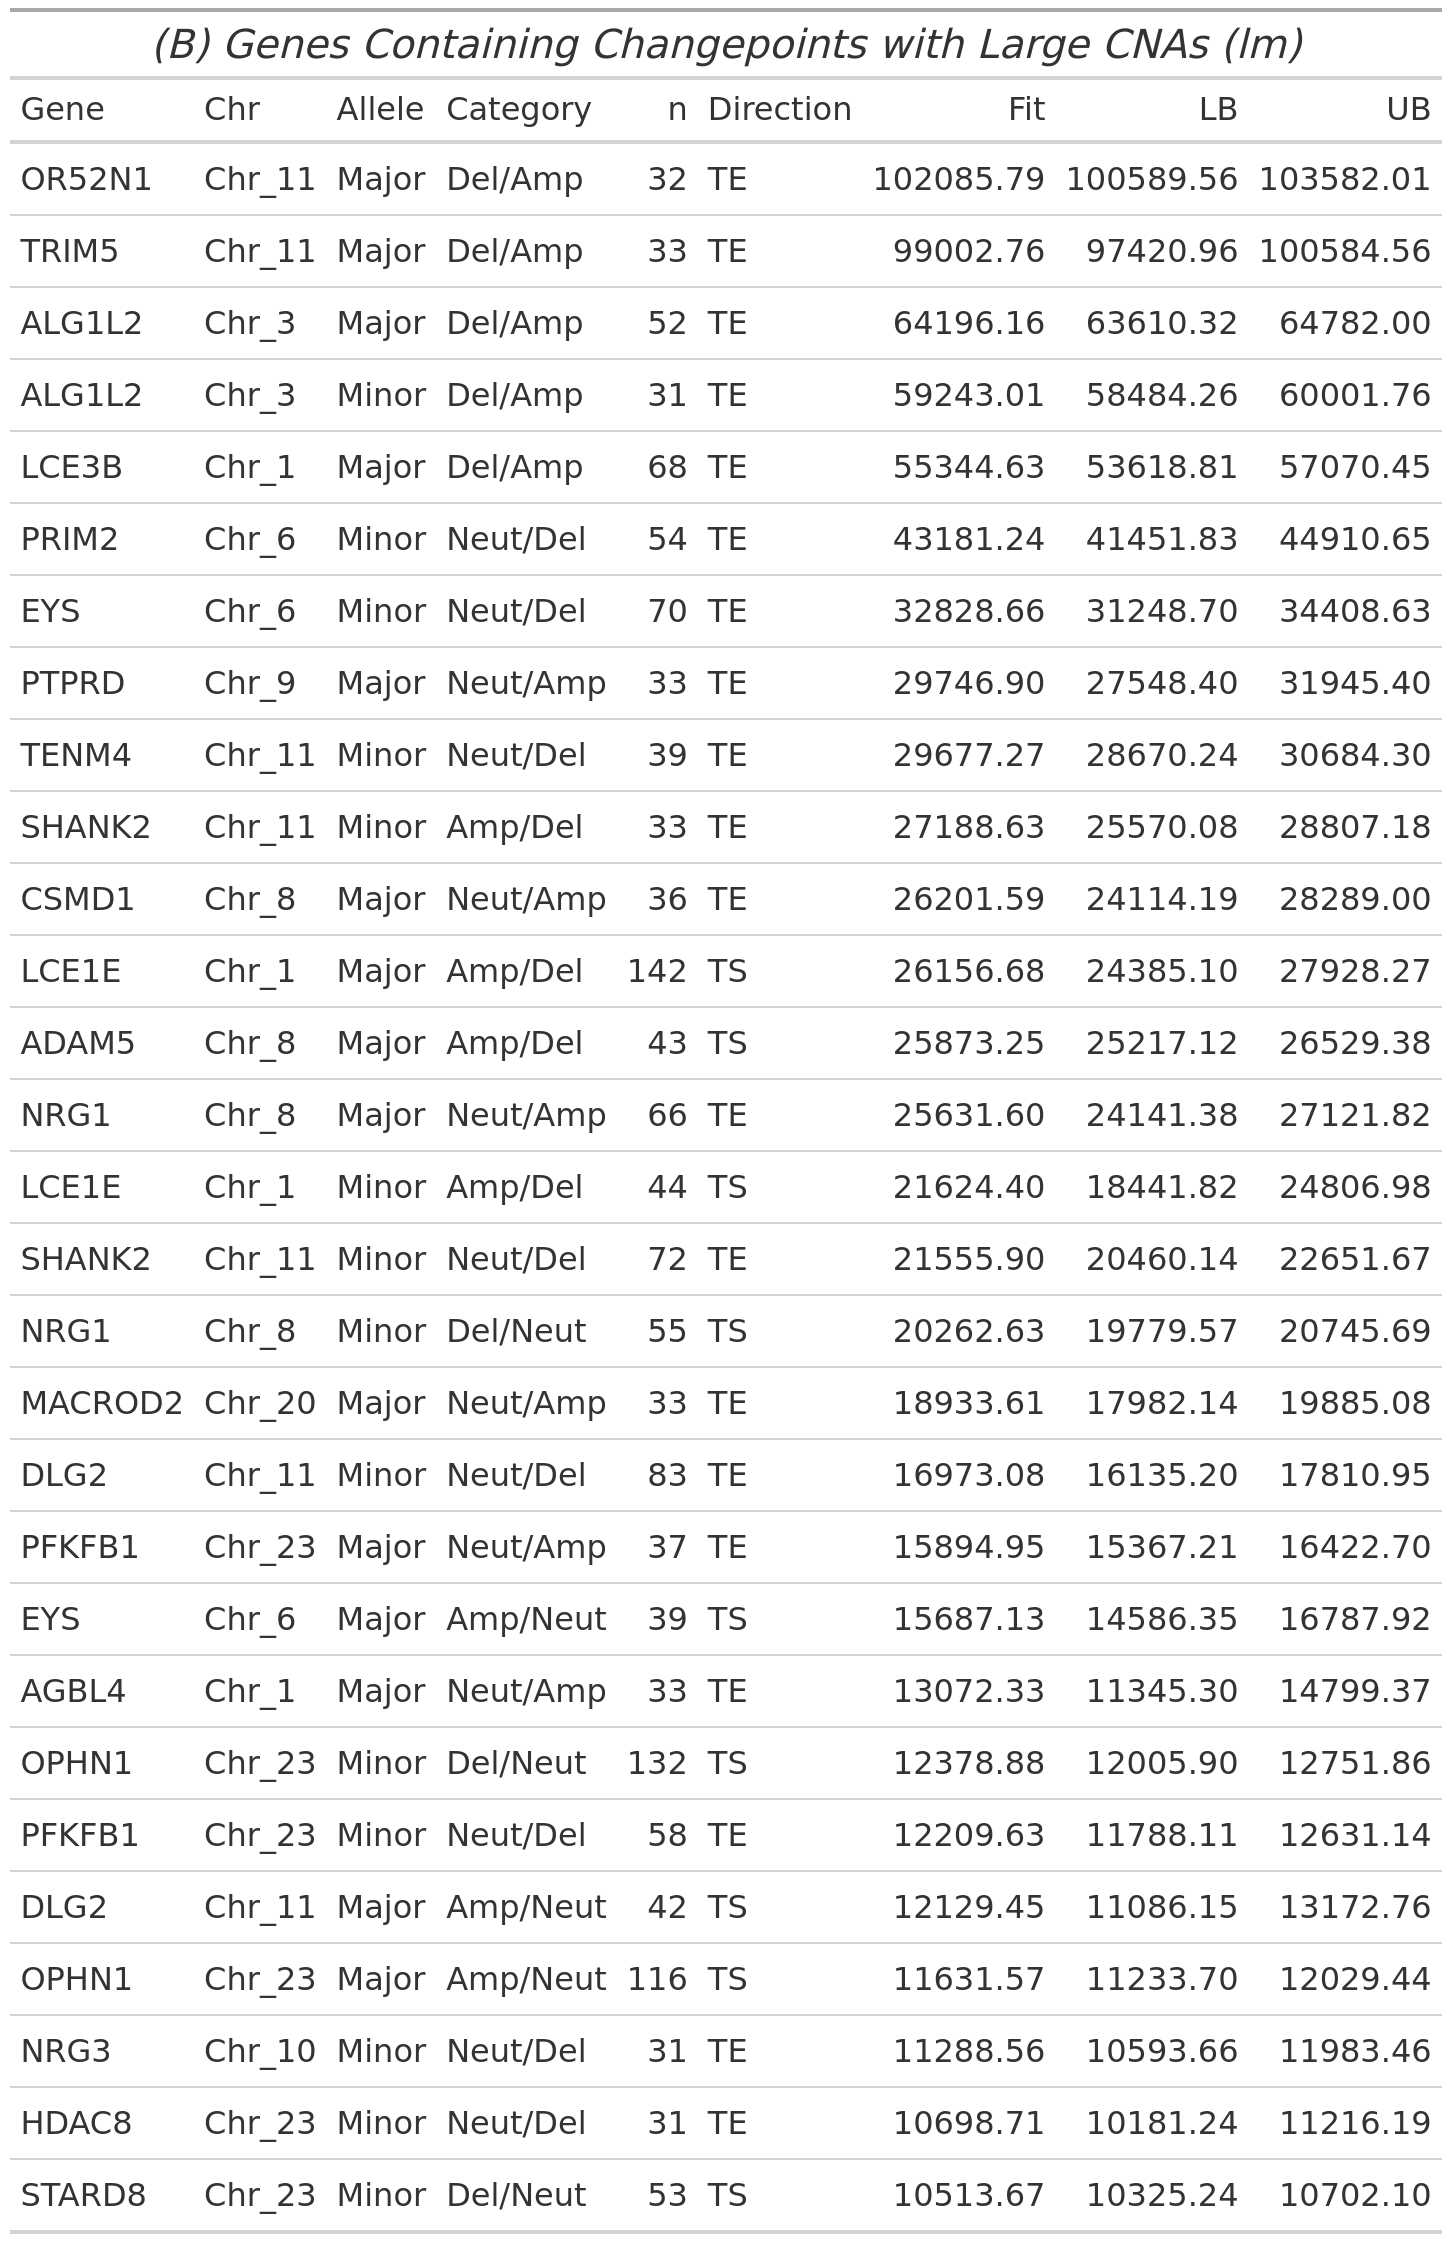 (B) Genes Containing Changepoints with Large CNAs (lm)
Gene Chr Allele Category n Direction Fit LB UB
OR52N1 Chr_11 Major Del/Amp 32 TE 102085.79 100589.56 103582.01
TRIM5 Chr_11 Major Del/Amp 33 TE 99002.76 97420.96 100584.56
ALG1L2 Chr_3 Major Del/Amp 52 TE 64196.16 63610.32 64782.00
ALG1L2 Chr_3 Minor Del/Amp 31 TE 59243.01 58484.26 60001.76
LCE3B Chr_1 Major Del/Amp 68 TE 55344.63 53618.81 57070.45
PRIM2 Chr_6 Minor Neut/Del 54 TE 43181.24 41451.83 44910.65
EYS Chr_6 Minor Neut/Del 70 TE 32828.66 31248.70 34408.63
PTPRD Chr_9 Major Neut/Amp 33 TE 29746.90 27548.40 31945.40
TENM4 Chr_11 Minor Neut/Del 39 TE 29677.27 28670.24 30684.30
SHANK2 Chr_11 Minor Amp/Del 33 TE 27188.63 25570.08 28807.18
CSMD1 Chr_8 Major Neut/Amp 36 TE 26201.59 24114.19 28289.00
LCE1E Chr_1 Major Amp/Del 142 TS 26156.68 24385.10 27928.27
ADAM5 Chr_8 Major Amp/Del 43 TS 25873.25 25217.12 26529.38
NRG1 Chr_8 Major Neut/Amp 66 TE 25631.60 24141.38 27121.82
LCE1E Chr_1 Minor Amp/Del 44 TS 21624.40 18441.82 24806.98
SHANK2 Chr_11 Minor Neut/Del 72 TE 21555.90 20460.14 22651.67
NRG1 Chr_8 Minor Del/Neut 55 TS 20262.63 19779.57 20745.69
MACROD2 Chr_20 Major Neut/Amp 33 TE 18933.61 17982.14 19885.08
DLG2 Chr_11 Minor Neut/Del 83 TE 16973.08 16135.20 17810.95
PFKFB1 Chr_23 Major Neut/Amp 37 TE 15894.95 15367.21 16422.70
EYS Chr_6 Major Amp/Neut 39 TS 15687.13 14586.35 16787.92
AGBL4 Chr_1 Major Neut/Amp 33 TE 13072.33 11345.30 14799.37
OPHN1 Chr_23 Minor Del/Neut 132 TS 12378.88 12005.90 12751.86
PFKFB1 Chr_23 Minor Neut/Del 58 TE 12209.63 11788.11 12631.14
DLG2 Chr_11 Major Amp/Neut 42 TS 12129.45 11086.15 13172.76
OPHN1 Chr_23 Major Amp/Neut 116 TS 11631.57 11233.70 12029.44
NRG3 Chr_10 Minor Neut/Del 31 TE 11288.56 10593.66 11983.46
HDAC8 Chr_23 Minor Neut/Del 31 TE 10698.71 10181.24 11216.19
STARD8 Chr_23 Minor Del/Neut 53 TS 10513.67 10325.24 10702.10